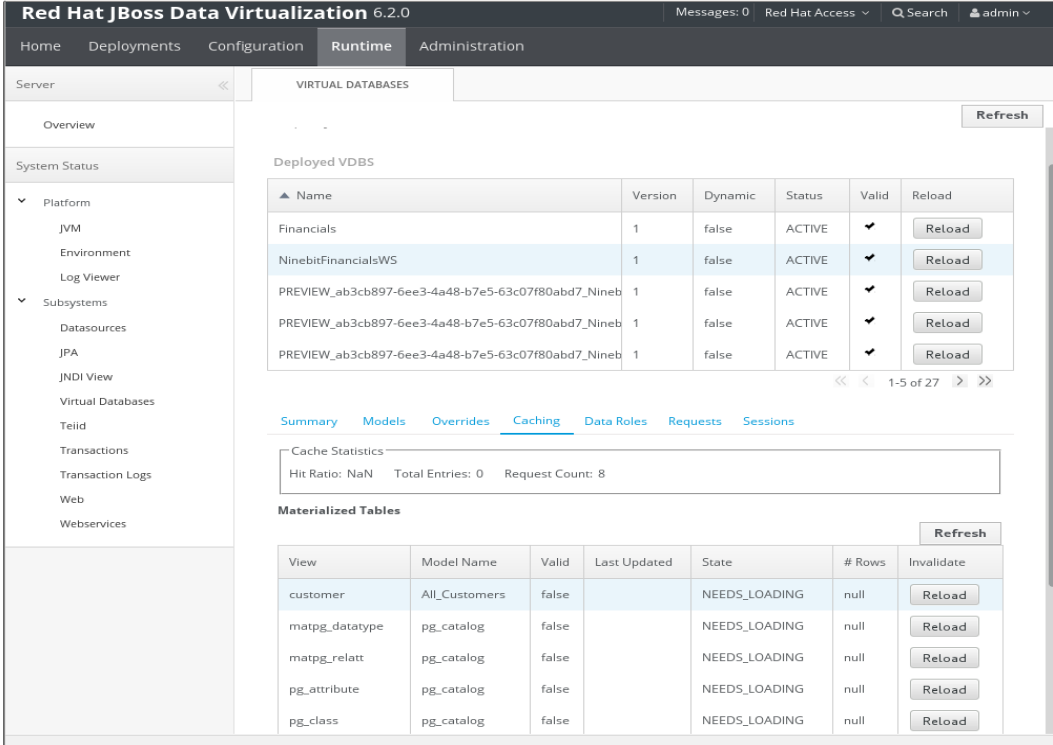 Red Hat JBoss Data Virtualization 6.2.0
Messages: 0 Red Hat Access Search admin
Home Deployments Configuration Runtime Administration
Server
Overview
System Status
Platform
JVM
Environment
Log Viewer
Subsystems
Datasources
JPA
JNDI View
Virtual Databases
Teiid
Transactions
Transaction Logs
Web
Webservices
VIRTUAL DATABASES
Refresh
Deployed VDBS
Name Version Dynamic Status Valid Reload
Financials 1 false ACTIVE Reload
NinebitFinancialsWS 1 false ACTIVE Reload
PREVIEW_ab3cb897-6ee3-4a48-b7e5-63c07f80abd7_Nineb 1 false ACTIVE Reload
PREVIEW_ab3cb897-6ee3-4a48-b7e5-63c07f80abd7_Nineb 1 false ACTIVE Reload
PREVIEW_ab3cb897-6ee3-4a48-b7e5-63c07f80abd7_Nineb 1 false ACTIVE Reload
1-5 of 27
Summary Models Overrides Caching Data Roles Requests Sessions
Cache Statistics
Hit Ratio: NaN Total Entries: 0 Request Count: 8
Materialized Tables
Refresh
View Model Name Valid Last Updated State # Rows Invalidate
customer All_Customers false NEEDS_LOADING null Reload
matpg_datatype pg_catalog false NEEDS_LOADING null Reload
matpg_relatt pg_catalog false NEEDS_LOADING null Reload
pg_attribute pg_catalog false NEEDS_LOADING null Reload
pg_class pg_catalog false NEEDS_LOADING null Reload